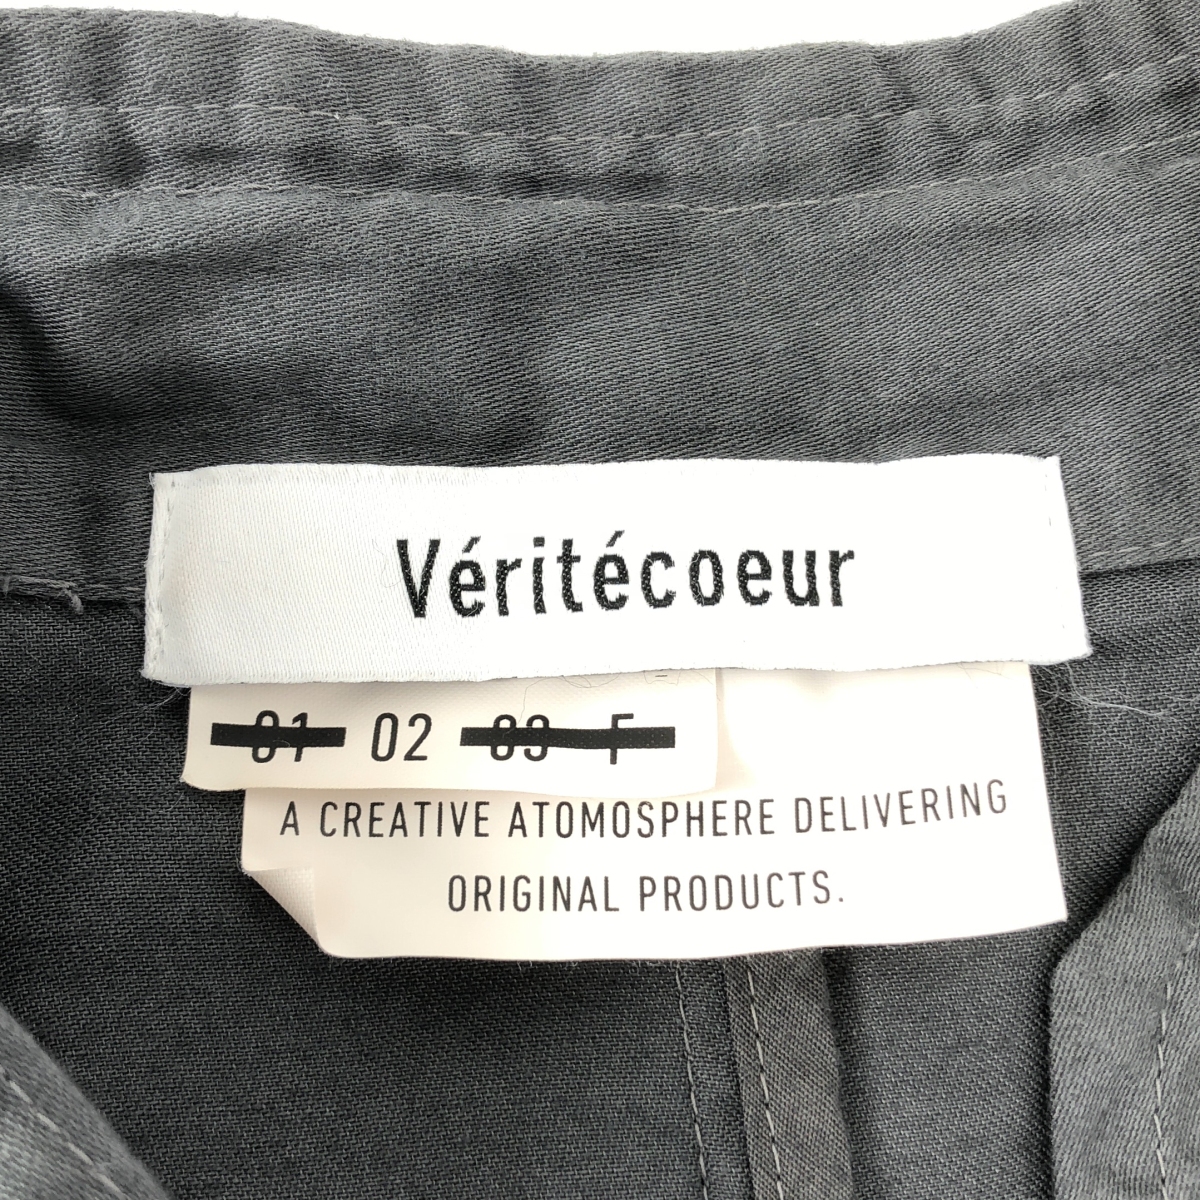 Véritécoeur
01 02 03 F
A CREATIVE ATOMOSPHERE DELIVERING
ORIGINAL PRODUCTS.